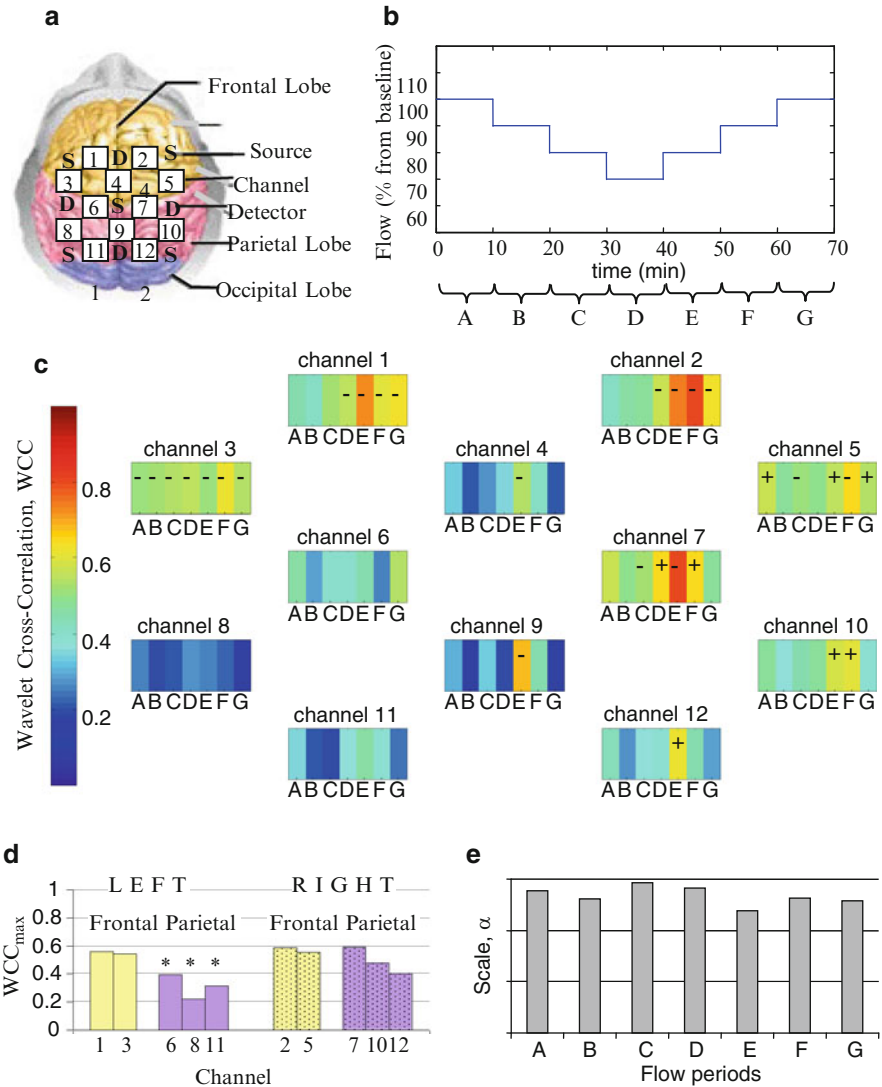 a
Frontal Lobe
S 1 D 2 S
Source
3 4 5
4
Channel
D 6 S 7 D
Detector
8 9 10
Parietal Lobe
S 11 D 12 S
1 2
Occipital Lobe
b
Flow (% from baseline)
110
100
90
80
70
60
0 10 20 30 40 50 60 70
time (min)
A B C D E F G
c
Wavelet Cross-Correlation, WCC
0.8
0.6
0.4
0.2
channel 1
- - - -
A B C D E F G
channel 2
- - - -
A B C D E F G
channel 3
- - - - - - -
A B C D E F G
channel 4
-
A B C D E F G
channel 5
+ - + - +
A B C D E F G
channel 6
A B C D E F G
channel 7
- + - +
A B C D E F G
channel 8
A B C D E F G
channel 9
-
A B C D E F G
channel 10
+ +
A B C D E F G
channel 11
A B C D E F G
channel 12
+
A B C D E F G
d
LEFT RIGHT
Frontal Parietal Frontal Parietal
WCCmax
1
0.8
0.6
0.4
0.2
0
* * *
1 3 6 8 11 2 5 7 10 12
Channel
e
Scale, α
A B C D E F G
Flow periods